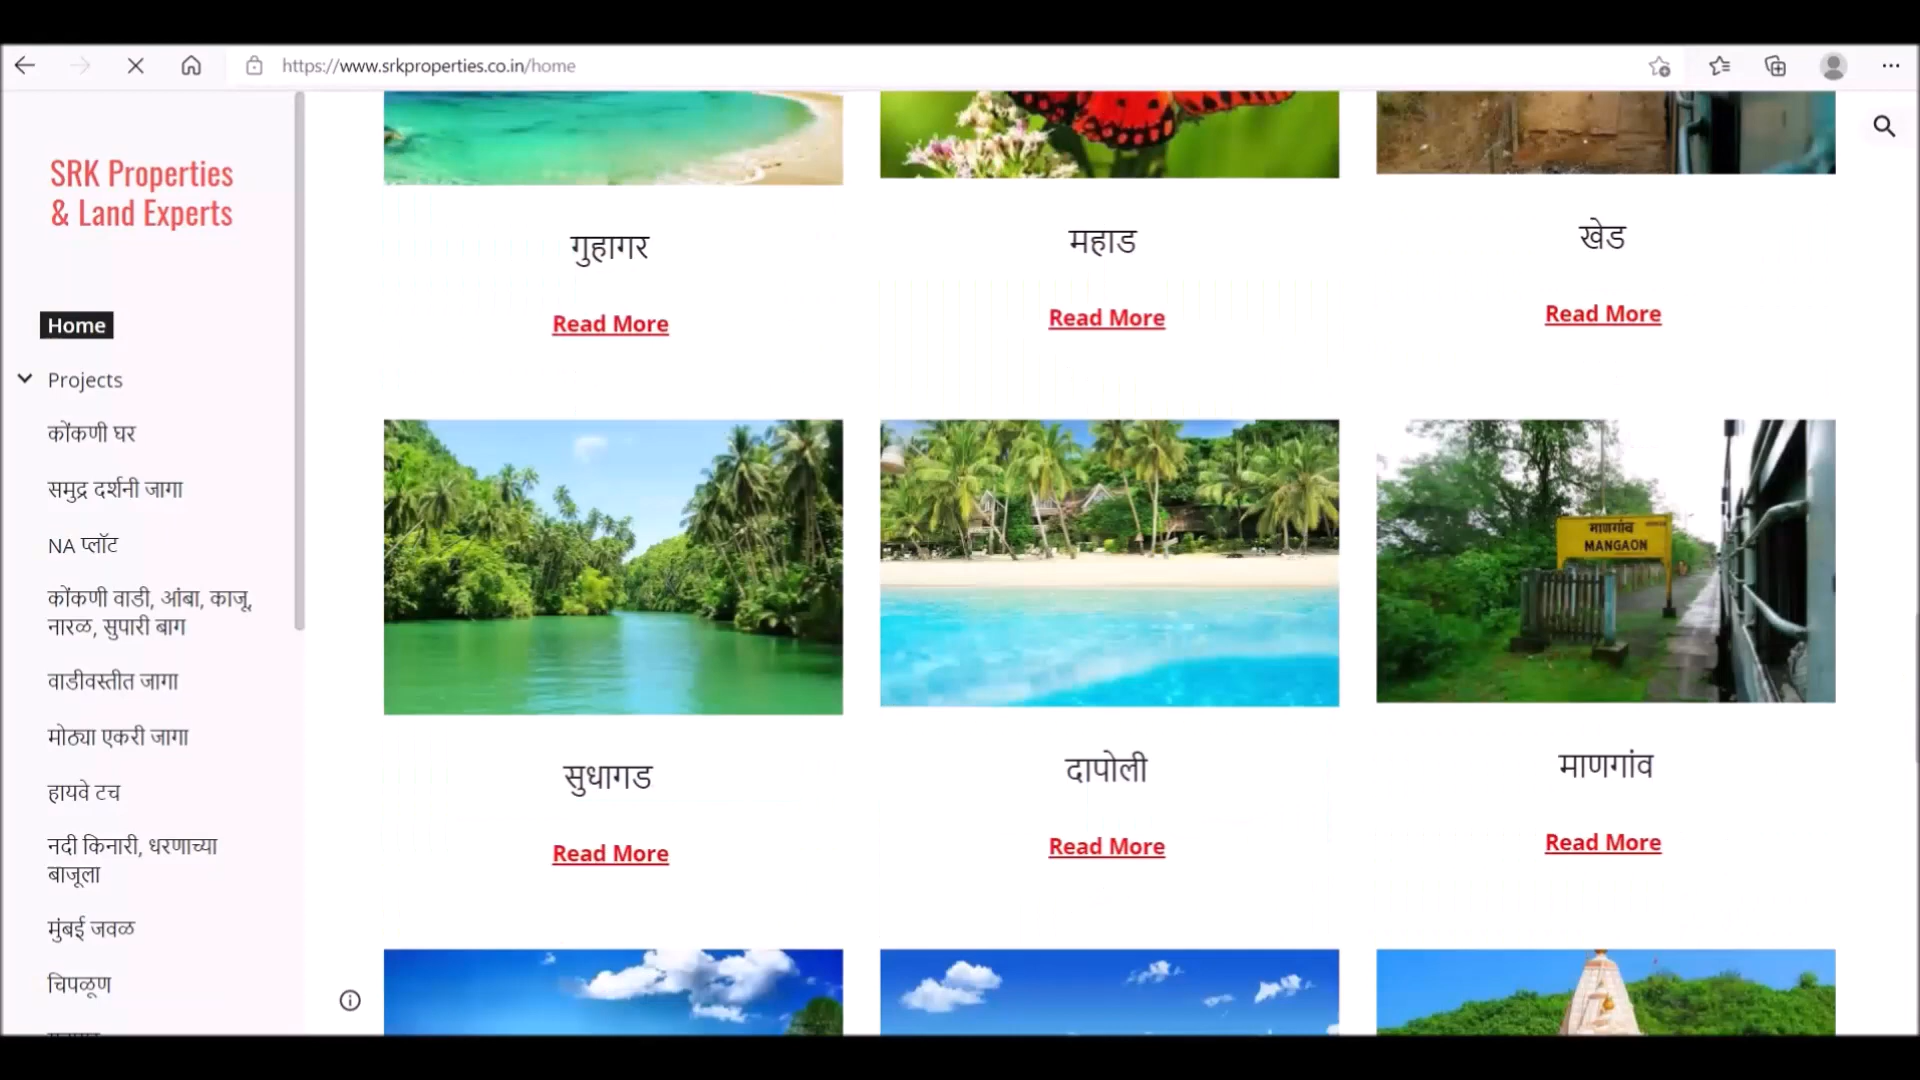 https://www.srkproperties.co.in/home
SRK Properties
& Land Experts
Home
Projects
कोंकणी घर
समुद्र दर्शनी जागा
NA प्लॉट
कोंकणी वाडी, आंबा, काजू,
नारळ, सुपारी बाग
वाडीवस्तीत जागा
मोठ्या एकरी जागा
हायवे टच
नदी किनारी, धरणाच्या
बाजूला
मुंबई जवळ
चिपळूण
गुहागर
महाड
खेड
Read More
Read More
Read More
माणगांव
MANGAON
सुधागड
दापोली
माणगांव
Read More
Read More
Read More